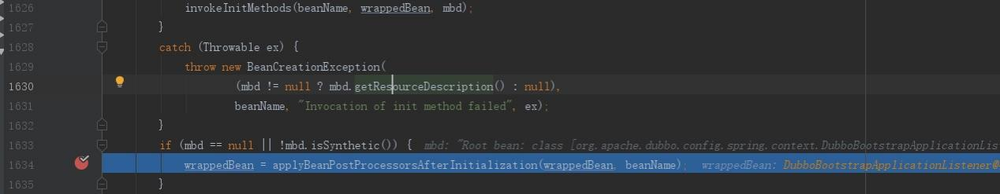 1626 invokeInitMethods(beanName, wrappedBean, mbd);
1627 }
1628 catch (Throwable ex) {
1629 throw new BeanCreationException(
1630 (mbd != null ? mbd.getResourceDescription() : null),
1631 beanName, "Invocation of init method failed", ex);
1632 }
1633 if (mbd == null || !mbd.isSynthetic()) { mbd: "Root bean: class [org.apache.dubbo.config.spring.context.DubboBootstrapApplicationLis
1634 wrappedBean = applyBeanPostProcessorsAfterInitialization(wrappedBean, beanName); wrappedBean: DubboBootstrapApplicationListener@
1635 }